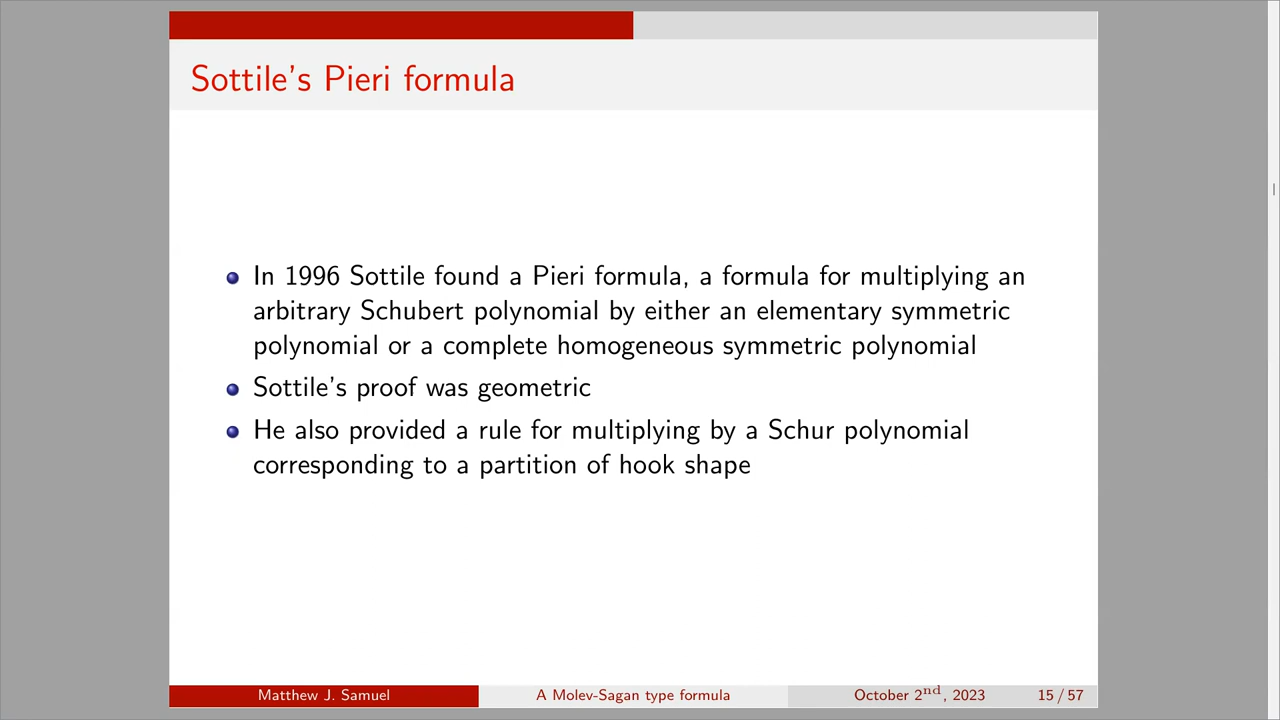 Sottile's Pieri formula
In 1996 Sottile found a Pieri formula, a formula for multiplying an
arbitrary Schubert polynomial by either an elementary symmetric
polynomial or a complete homogeneous symmetric polynomial
Sottile's proof was geometric
He also provided a rule for multiplying by a Schur polynomial
corresponding to a partition of hook shape
Matthew J. Samuel A Molev-Sagan type formula October 2nd, 2023 15 / 57